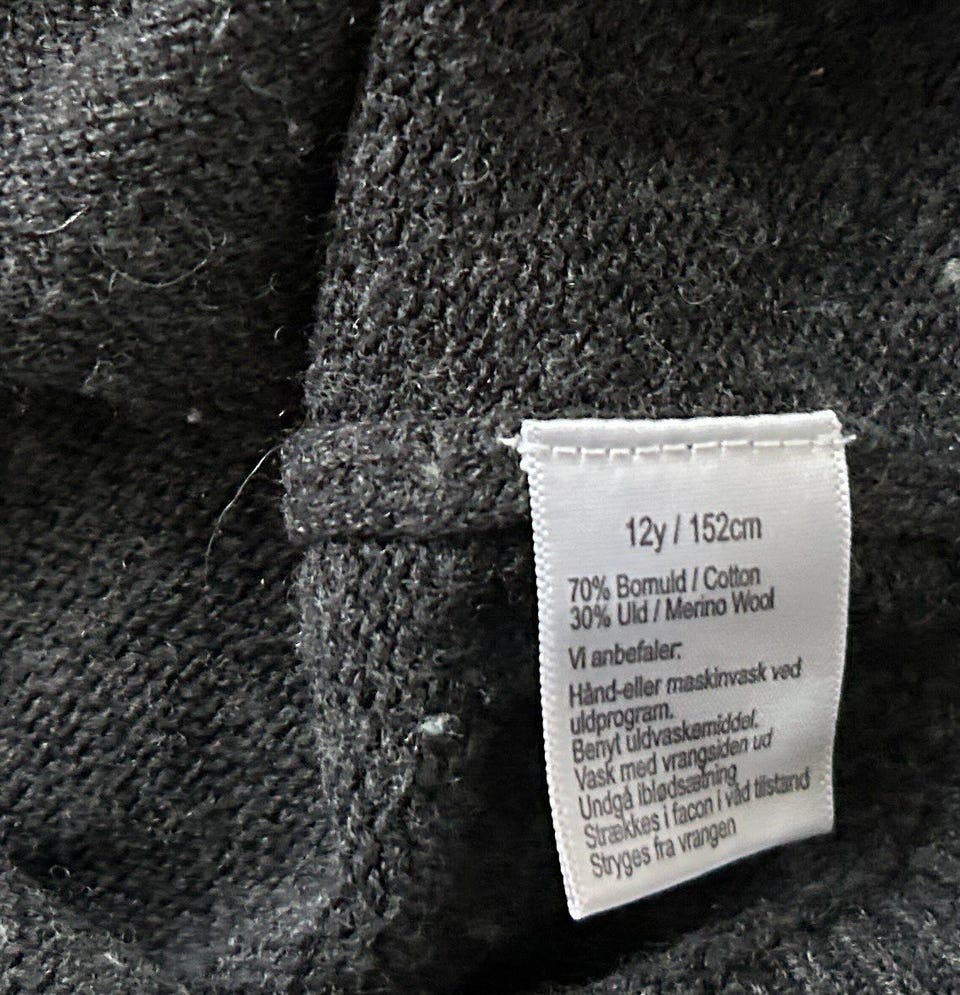 12y / 152cm
70% Bomuld / Cotton
30% Uld / Merino Wool
Vi anbefaler:
Hånd-eller maskinvask ved
uldprogram.
Benyt uldvaskemiddel.
Vask med vrangsiden ud
Undgå iblødsætning
Strækkes i facon i våd tilstand
Stryges fra vrangen